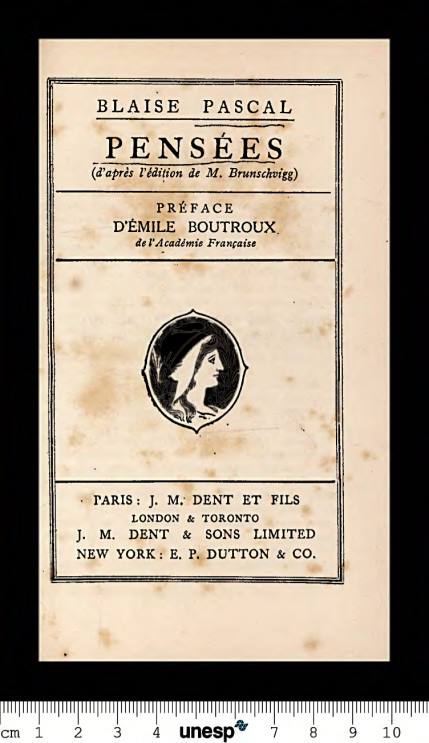 BLAISE PASCAL
PENSÉES
(d'après l'édition de M. Brunschvigg)
PRÉFACE
D'ÉMILE BOUTROUX
de l'Académie Française
PARIS: J. M. DENT ET FILS
LONDON & TORONTO
J. M. DENT & SONS LIMITED
NEW YORK: E. P. DUTTON & CO.
cm 1 2 3 4 unesp 7 8 9 10